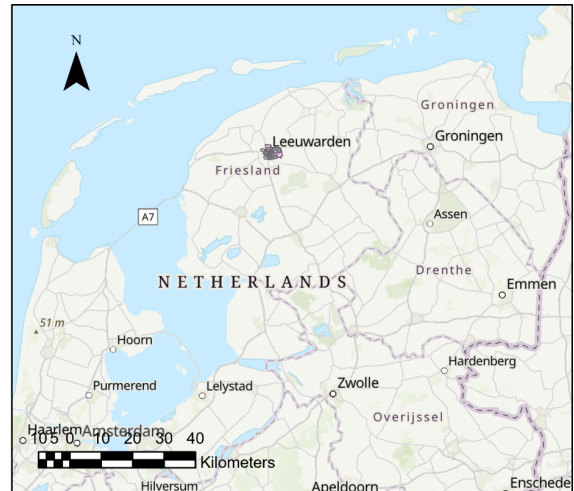 N
Groningen
Leeuwarden
Groningen
Friesland
A7
Assen
NETHERLANDS
Drenthe
Emmen
51 m
Hoorn
Hardenberg
Purmerend
Lelystad
Zwolle
Overijssel
Haarlem
Amsterdam
10 5 0 10 20 30 40
Kilometers
Hilversum
Apeldoorn
Enschede